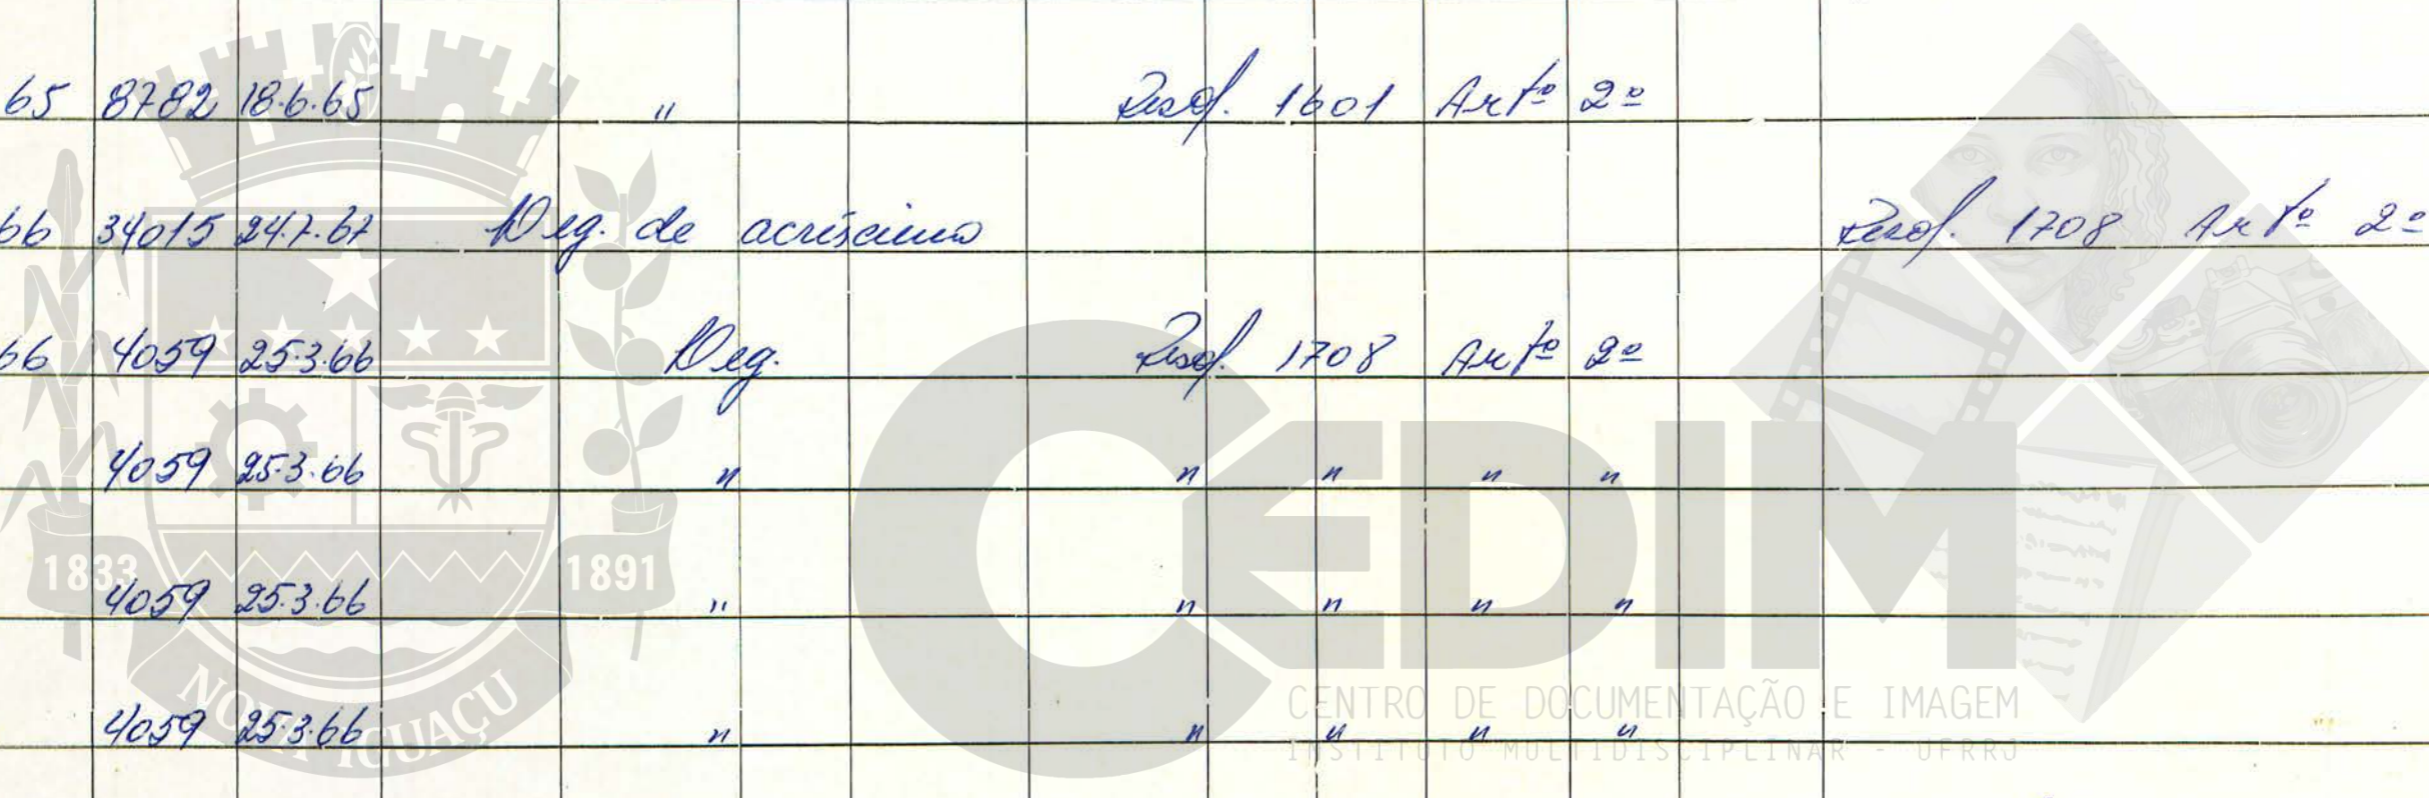 65 8782 18.6.65 " Resol. 1601 Artº 2º
66 34015 24.7.67 Leg. de acréscimo Resol. 1708 Artº 2º
66 4059 25.3.66 Leg. Resol. 1708 Artº 2º
4059 25.3.66 " " " " "
1833 1891
4059 25.3.66 " " " " "
NOVA IGUAÇU
CEDIM
CENTRO DE DOCUMENTAÇÃO E IMAGEM
4059 25.3.66 " " " " "
INSTITUTO MULTIDISCIPLINAR - UFRRJ